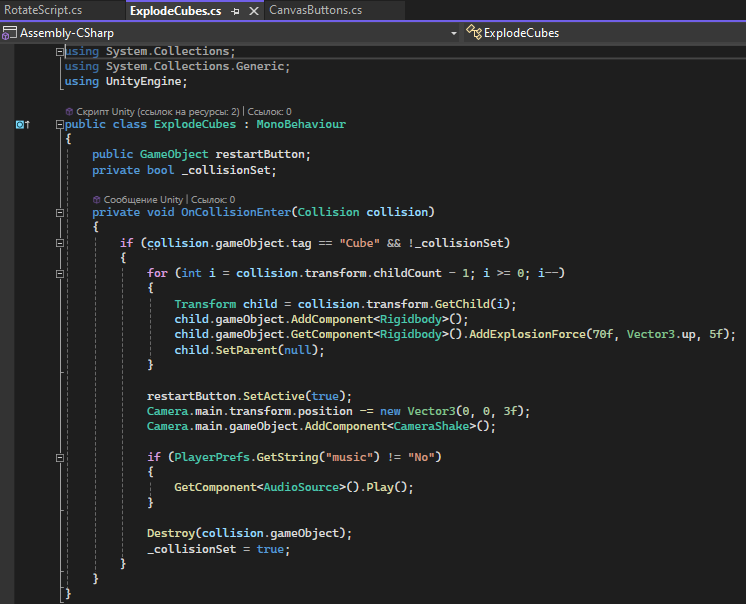 RotateScript.cs ExplodeCubes.cs CanvasButtons.cs
Assembly-CSharp ExplodeCubes
using System.Collections;
using System.Collections.Generic;
using UnityEngine;
Скрипт Unity (ссылок на ресурсы: 2) | Ссылок: 0
public class ExplodeCubes : MonoBehaviour
{
public GameObject restartButton;
private bool _collisionSet;
Сообщение Unity | Ссылок: 0
private void OnCollisionEnter(Collision collision)
{
if (collision.gameObject.tag == "Cube" && !_collisionSet)
{
for (int i = collision.transform.childCount - 1; i >= 0; i--)
{
Transform child = collision.transform.GetChild(i);
child.gameObject.AddComponent<Rigidbody>();
child.gameObject.GetComponent<Rigidbody>().AddExplosionForce(70f, Vector3.up, 5f);
child.SetParent(null);
}
restartButton.SetActive(true);
Camera.main.transform.position -= new Vector3(0, 0, 3f);
Camera.main.gameObject.AddComponent<CameraShake>();
if (PlayerPrefs.GetString("music") != "No")
{
GetComponent<AudioSource>().Play();
}
Destroy(collision.gameObject);
_collisionSet = true;
}
}
}